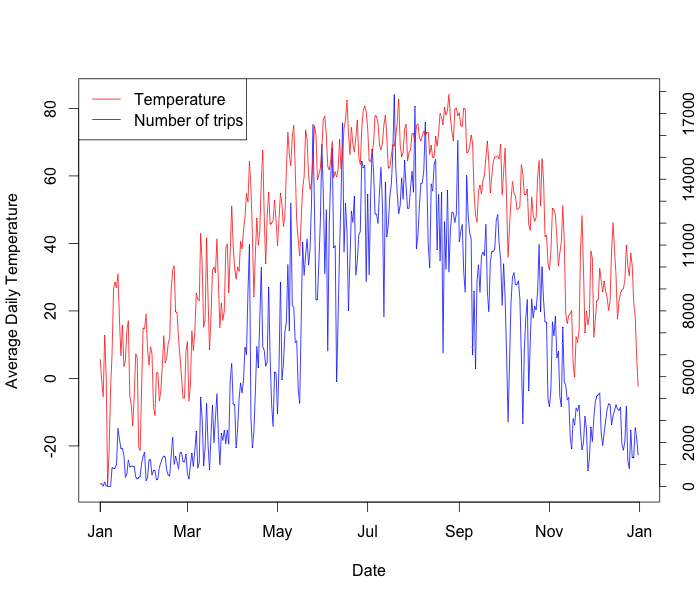 Temperature
Number of trips
Average Daily Temperature
80
60
40
20
0
-20
17000
14000
11000
8000
5000
2000
0
Jan Mar May Jul Sep Nov Jan
Date